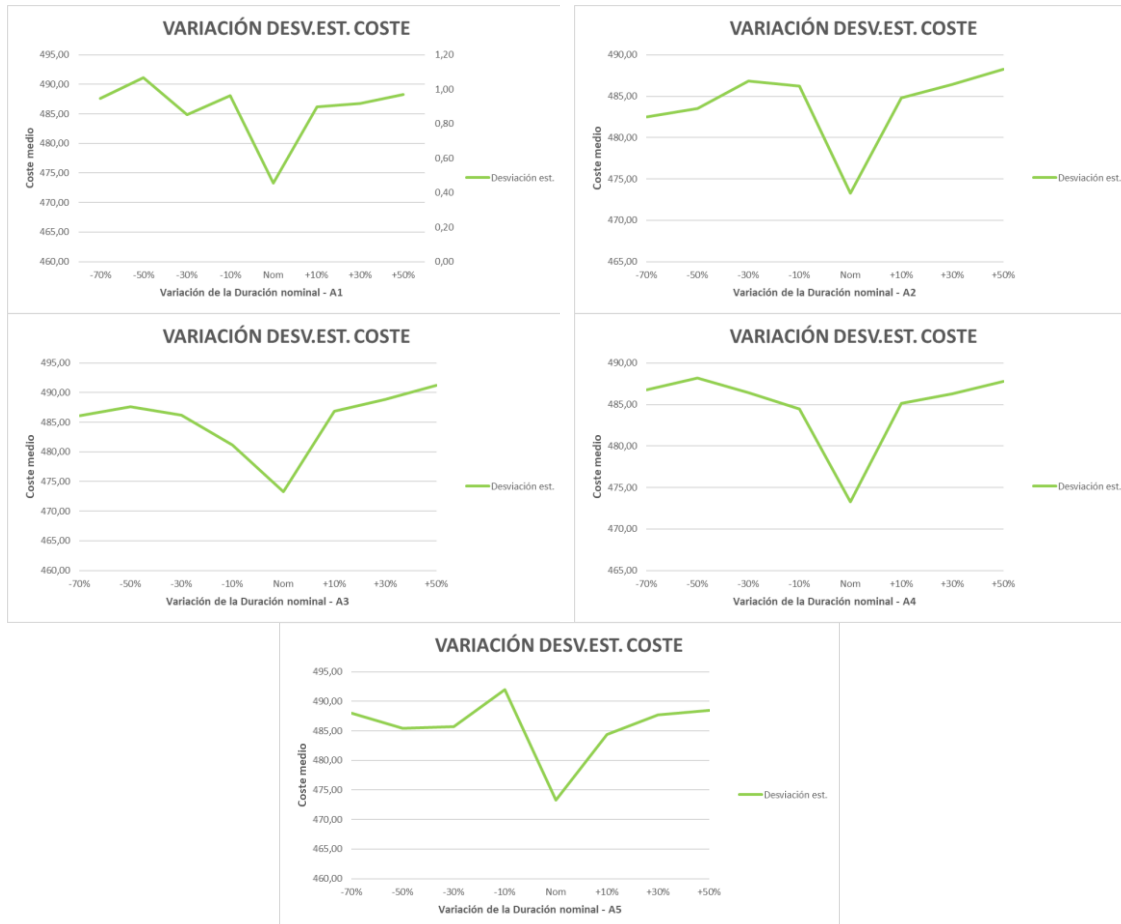 VARIACIÓN DESV.EST. COSTE
495,00
490,00
485,00
480,00
475,00
470,00
465,00
460,00
Coste medio
1,20
1,00
0,80
0,60
0,40
0,20
0,00
-70% -50% -30% -10% Nom +10% +30% +50%
Variación de la Duración nominal - A1
Desviación est.
VARIACIÓN DESV.EST. COSTE
490,00
485,00
480,00
475,00
470,00
465,00
Coste medio
-70% -50% -30% -10% Nom +10% +30% +50%
Variación de la Duración nominal - A2
Desviación est.
VARIACIÓN DESV.EST. COSTE
495,00
490,00
485,00
480,00
475,00
470,00
465,00
460,00
Coste medio
-70% -50% -30% -10% Nom +10% +30% +50%
Variación de la Duración nominal - A3
Desviación est.
VARIACIÓN DESV.EST. COSTE
490,00
485,00
480,00
475,00
470,00
465,00
Coste medio
-70% -50% -30% -10% Nom +10% +30% +50%
Variación de la Duración nominal - A4
Desviación est.
VARIACIÓN DESV.EST. COSTE
495,00
490,00
485,00
480,00
475,00
470,00
465,00
460,00
Coste medio
-70% -50% -30% -10% Nom +10% +30% +50%
Variación de la Duración nominal - A5
Desviación est.